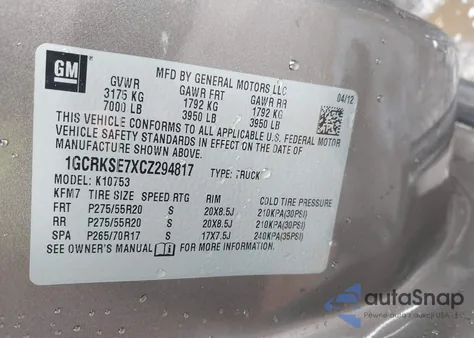 GM
MFD BY GENERAL MOTORS LLC
04/12
GVWR GAWR FRT GAWR RR
3175 KG 1792 KG 1792 KG
7000 LB 3950 LB 3950 LB
THIS VEHICLE CONFORMS TO ALL APPLICABLE U.S. FEDERAL MOTOR
VEHICLE SAFETY STANDARDS IN EFFECT ON THE DATE OF
MANUFACTURE SHOWN ABOVE.
1GCRKSE7XCZ294817 TYPE: TRUCK
MODEL: K10753
KFM7 TIRE SIZE SPEED RTG RIM COLD TIRE PRESSURE
FRT P275/55R20 S 20X8.5J 210KPA(30PSI)
RR P275/55R20 S 20X8.5J 210KPA(30PSI)
SPA P265/70R17 S 17X7.5J 240KPA(35PSI)
SEE OWNER'S MANUAL FOR MORE INFORMATION.
autoSnap